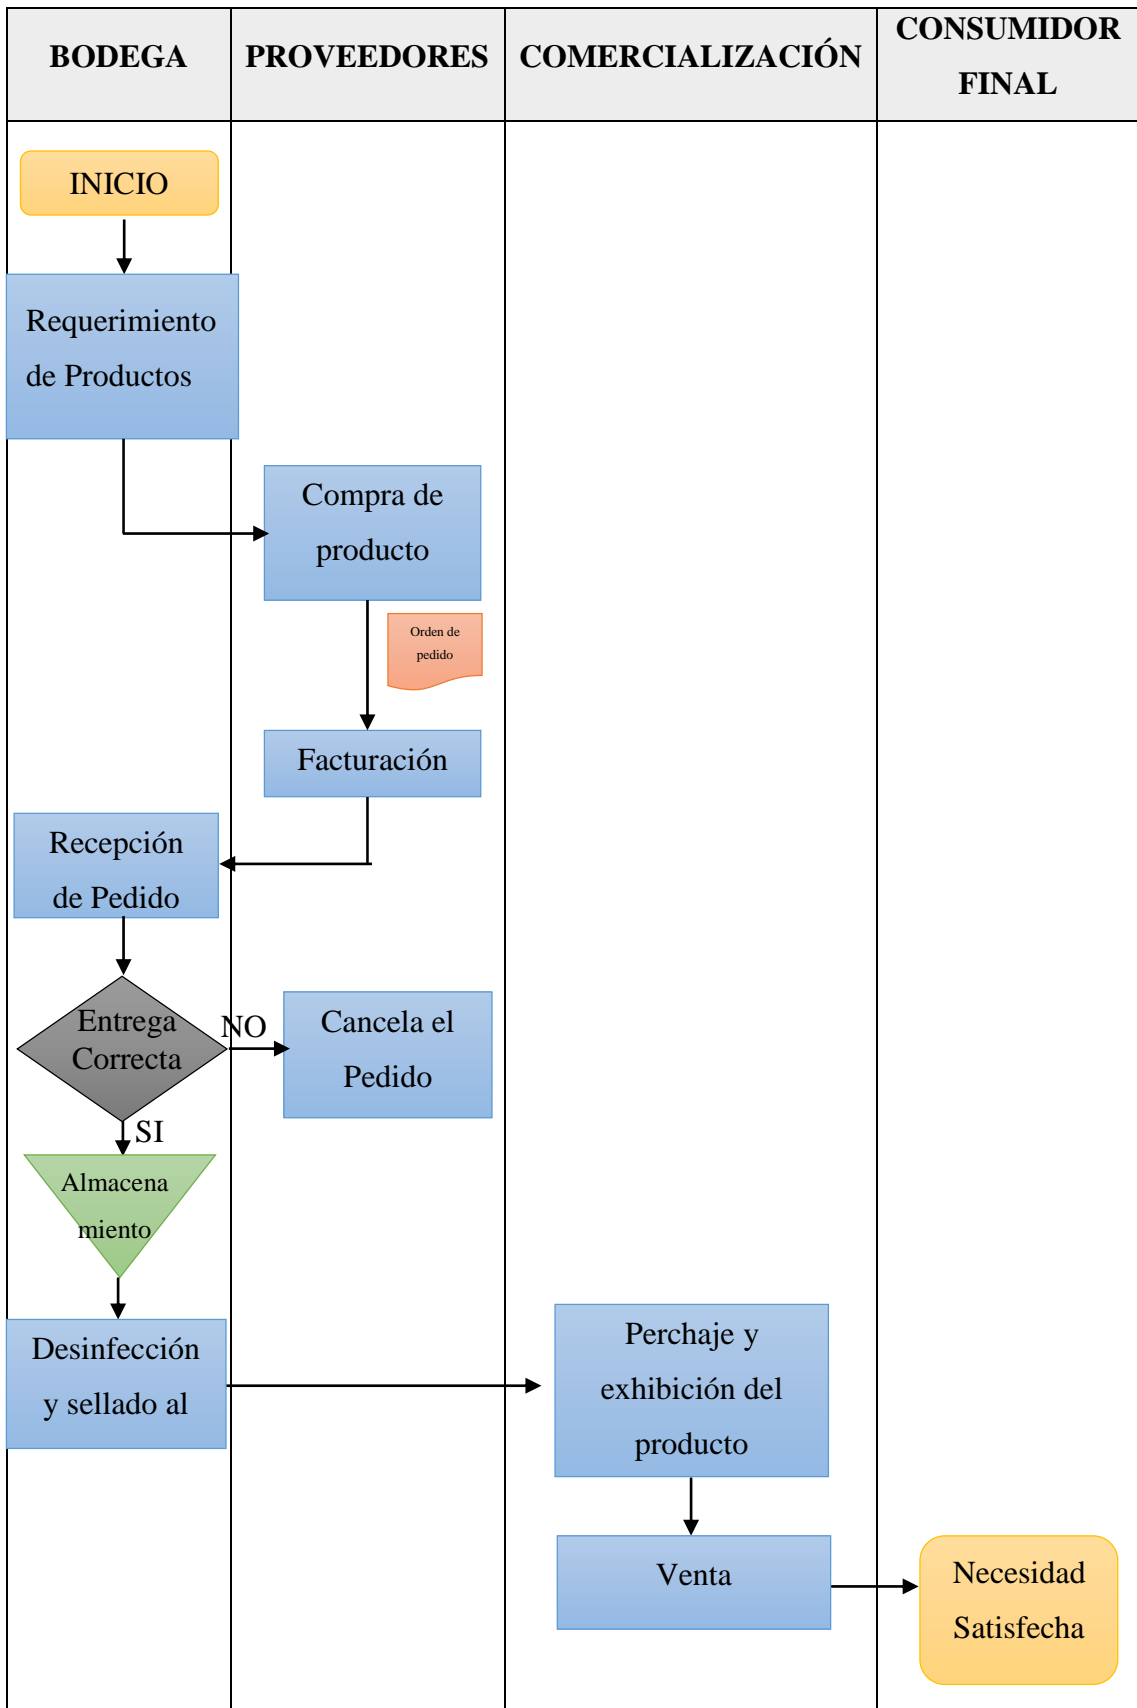 BODEGA
PROVEEDORES
COMERCIALIZACIÓN
CONSUMIDOR
FINAL
INICIO
Requerimiento
de Productos
Compra de
producto
Orden de
pedido
Facturación
Recepción
de Pedido
Entrega
Correcta
NO
Cancela el
Pedido
SI
Almacena
miento
Desinfección
y sellado al
Perchaje y
exhibición del
producto
Venta
Necesidad
Satisfecha